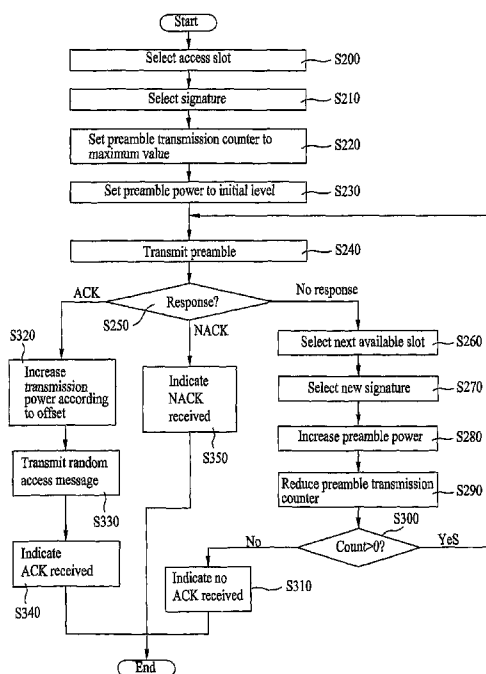 Start
Select access slot
S200
Select signature
S210
Set preamble transmission counter to
maximum value
S220
Set preamble power to initial level
S230
Transmit preamble
S240
ACK
Response?
No response
S250
NACK
S320
Increase
transmission
power according
to offset
Indicate
NACK
received
S350
Select next available slot
S260
Select new signature
S270
Increase preamble power
S280
Transmit random
access message
S330
Reduce preamble transmission
counter
S290
S300
Count>0?
No
YeS
Indicate
ACK received
S340
Indicate no
ACK received
S310
End